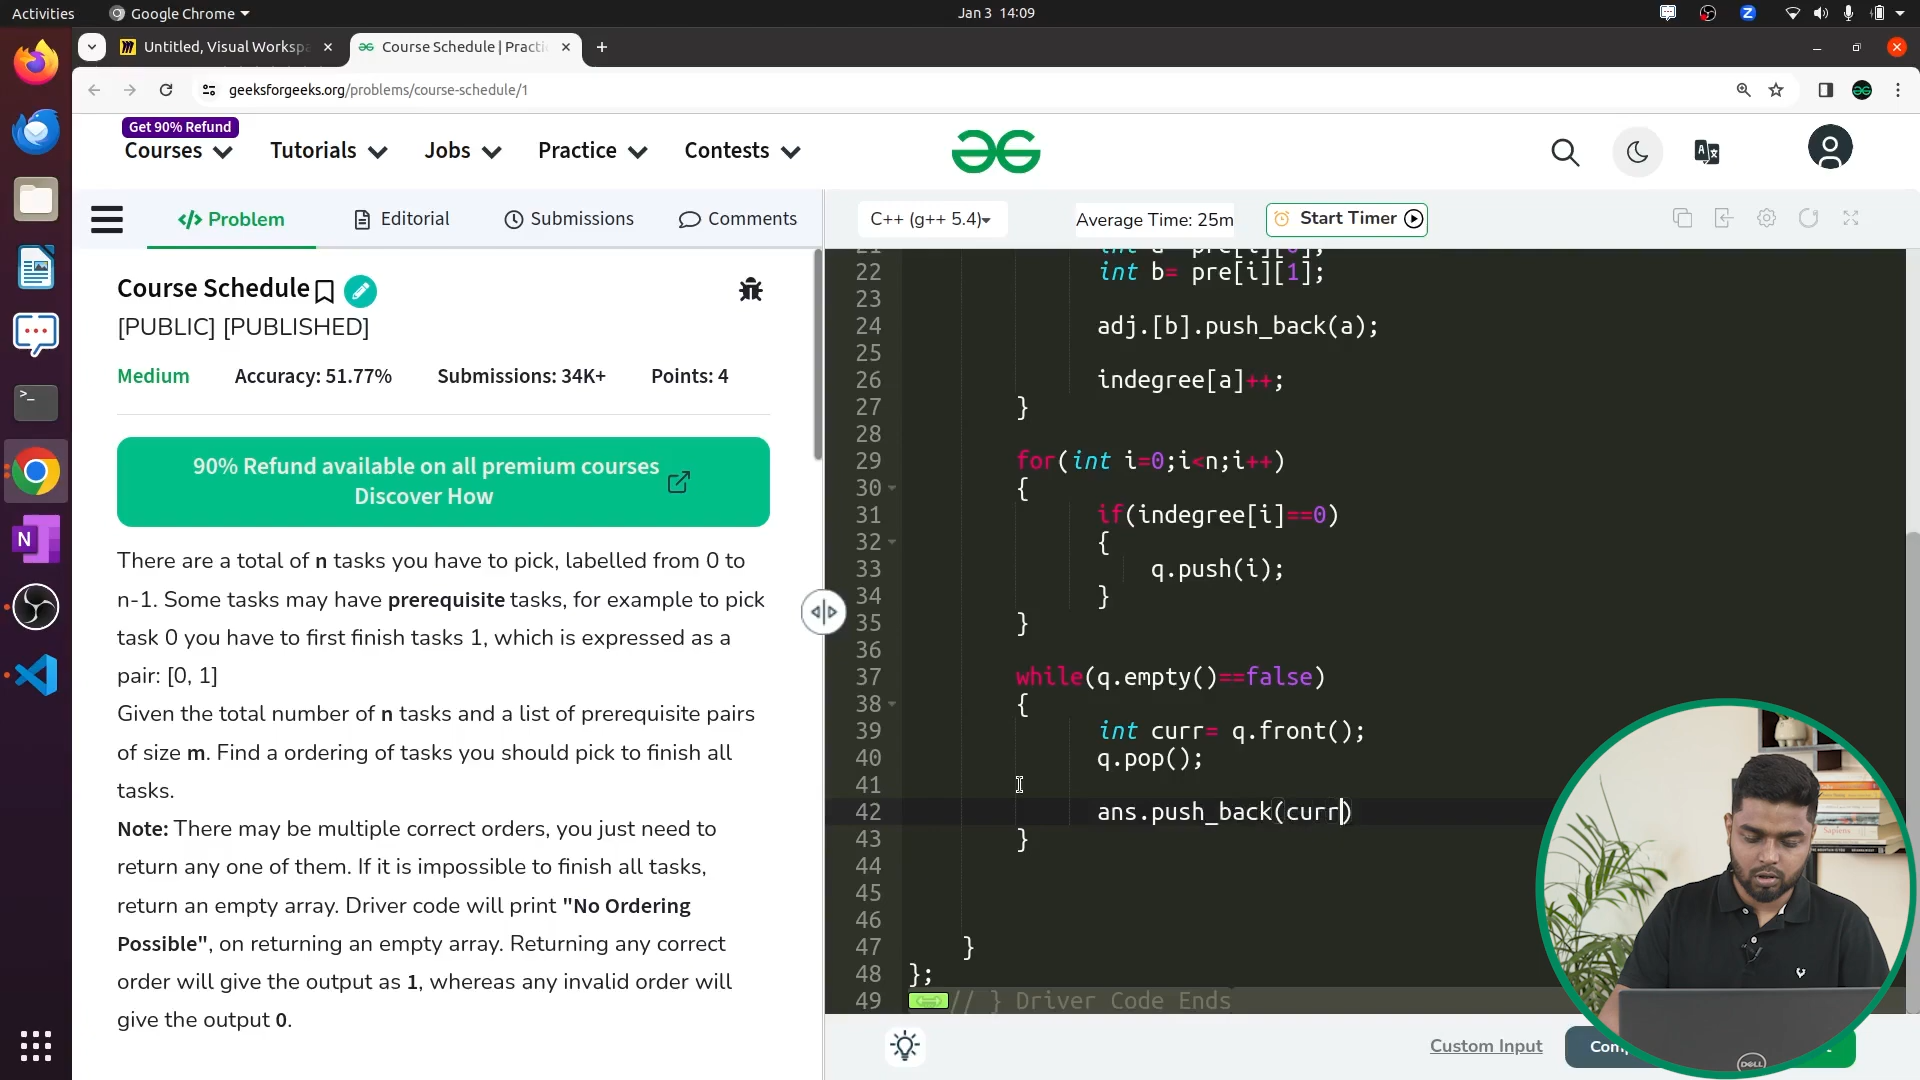 Activities
Google Chrome
Jan 3 14:09
Untitled, Visual Workspa
Course Schedule | Practic
geeksforgeeks.org/problems/course-schedule/1
Get 90% Refund
Courses
Tutorials
Jobs
Practice
Contests
Problem
Editorial
Submissions
Comments
C++ (g++ 5.4)
Average Time: 25m
Start Timer
Course Schedule
[PUBLIC] [PUBLISHED]
Medium
Accuracy: 51.77%
Submissions: 34K+
Points: 4
90% Refund available on all premium courses
Discover How
There are a total of n tasks you have to pick, labelled from 0 to
n-1. Some tasks may have prerequisite tasks, for example to pick
task 0 you have to first finish tasks 1, which is expressed as a
pair: [0, 1]
Given the total number of n tasks and a list of prerequisite pairs
of size m. Find a ordering of tasks you should pick to finish all
tasks.
Note: There may be multiple correct orders, you just need to
return any one of them. If it is impossible to finish all tasks,
return an empty array. Driver code will print "No Ordering
Possible", on returning an empty array. Returning any correct
order will give the output as 1, whereas any invalid order will
give the output 0.
22 int b= pre[i][1];
23
24 adj.[b].push_back(a);
25
26 indegree[a]++;
27 }
28
29 for(int i=0;i<n;i++)
30 {
31 if(indegree[i]==0)
32 {
33 q.push(i);
34 }
35 }
36
37 while(q.empty()==false)
38 {
39 int curr= q.front();
40 q.pop();
41
42 ans.push_back(curr)
43 }
44
45
46
47 }
48 };
49 // } Driver Code Ends
Custom Input
Com
Sapiens
DELL